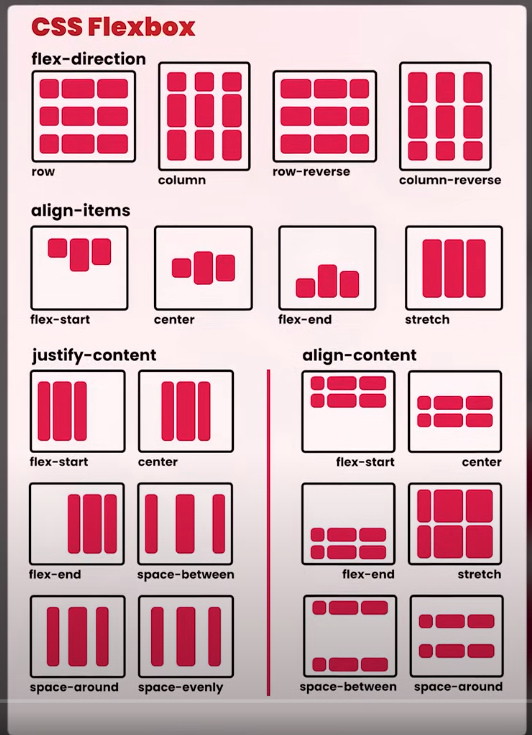 CSS Flexbox
flex-direction
row
column
row-reverse
column-reverse
align-items
flex-start
center
flex-end
stretch
justify-content
flex-start
center
flex-end
space-between
space-around
space-evenly
align-content
flex-start
center
flex-end
stretch
space-between
space-around